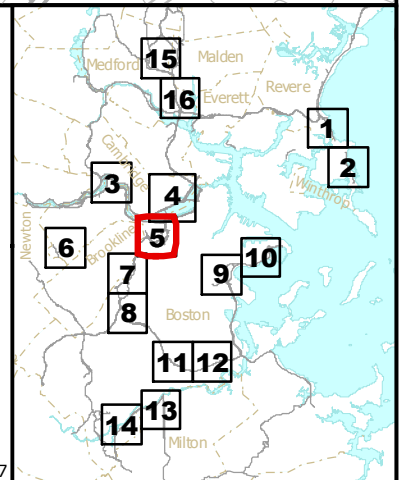 15
Malden
Medford
Revere
16
Everett
1
Cambridge
2
3
4
Winthrop
Newton
Brookline
5
6
10
7
9
8
Boston
11
12
13
14
Milton
7